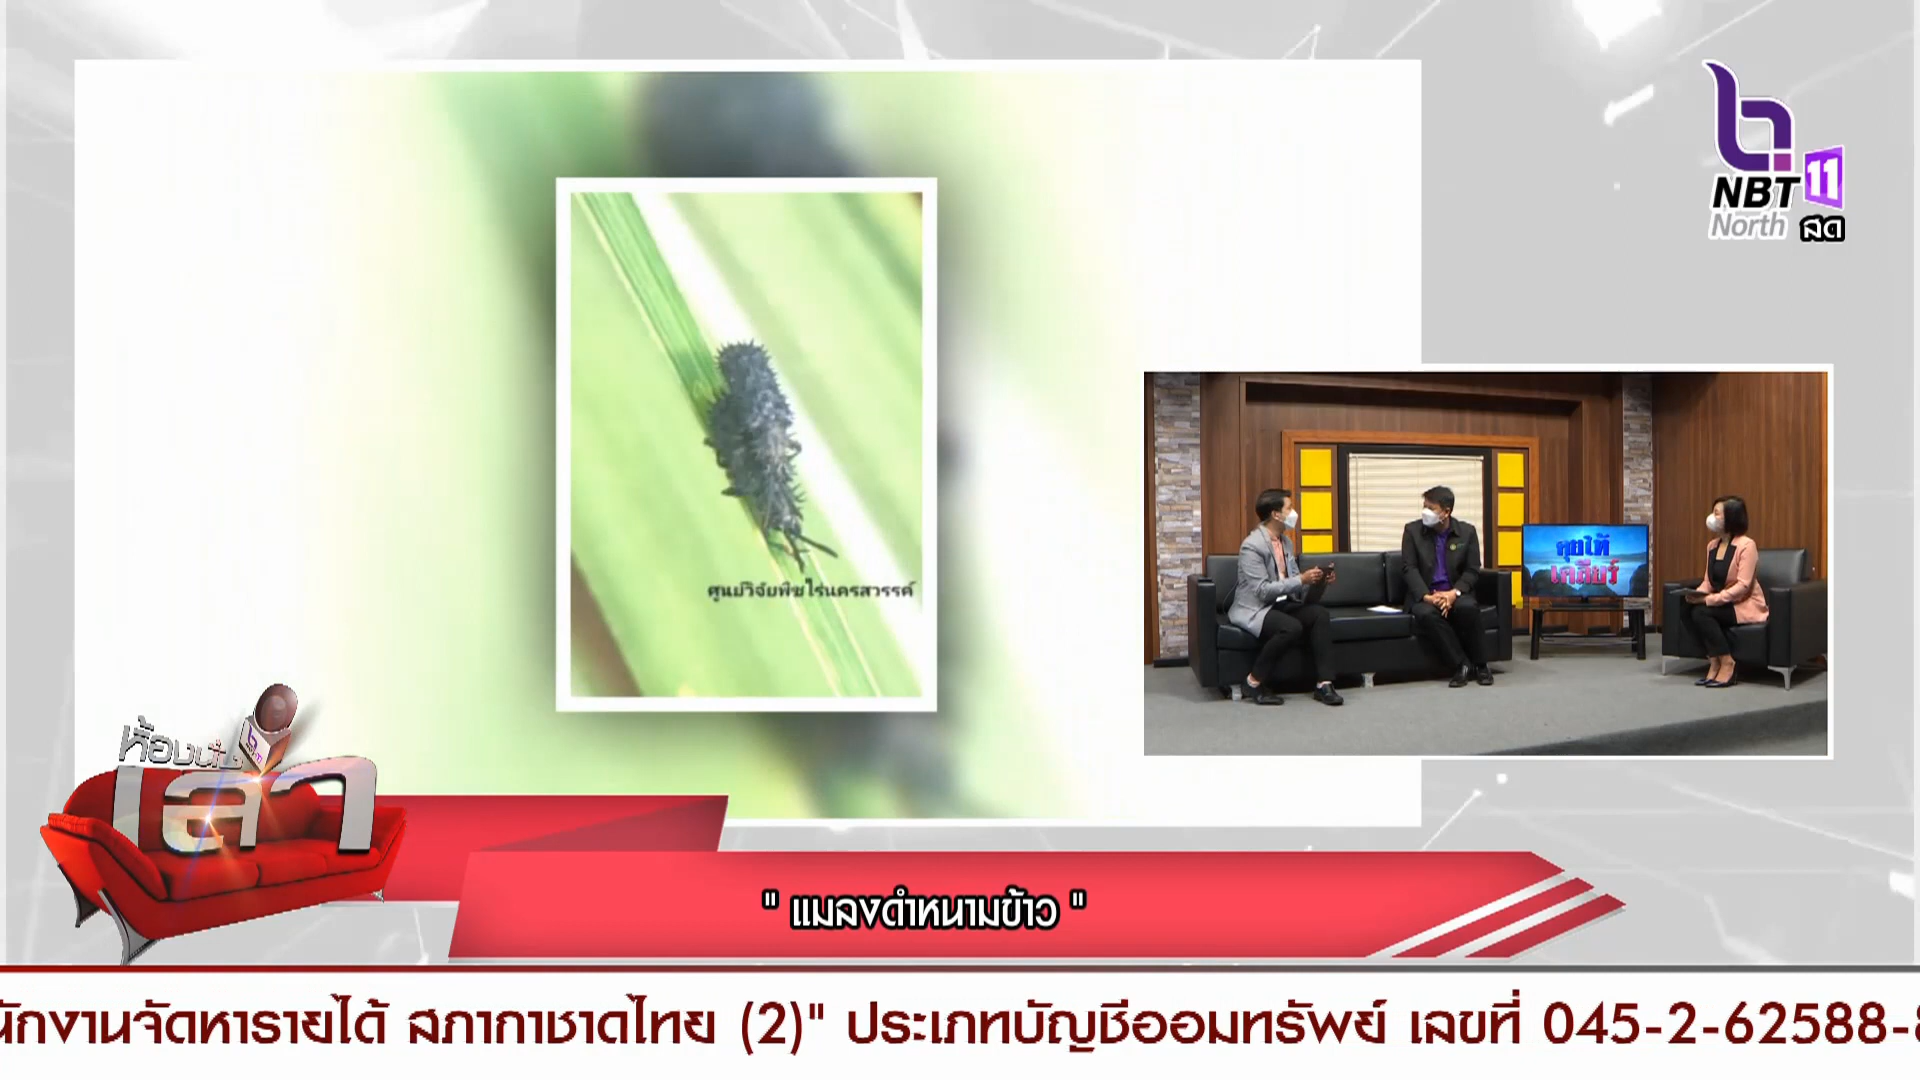 NBT 11
North สด
ศูนย์วิจัยพืชไร่นครสวรรค์
คุยให้
เคลียร์
ห้องนั่ง
เล่า
" แมลงดำหนามข้าว "
นักงานจัดหารายได้ สภากาชาดไทย (2)" ประเภทบัญชีออมทรัพย์ เลขที่ 045-2-62588-8